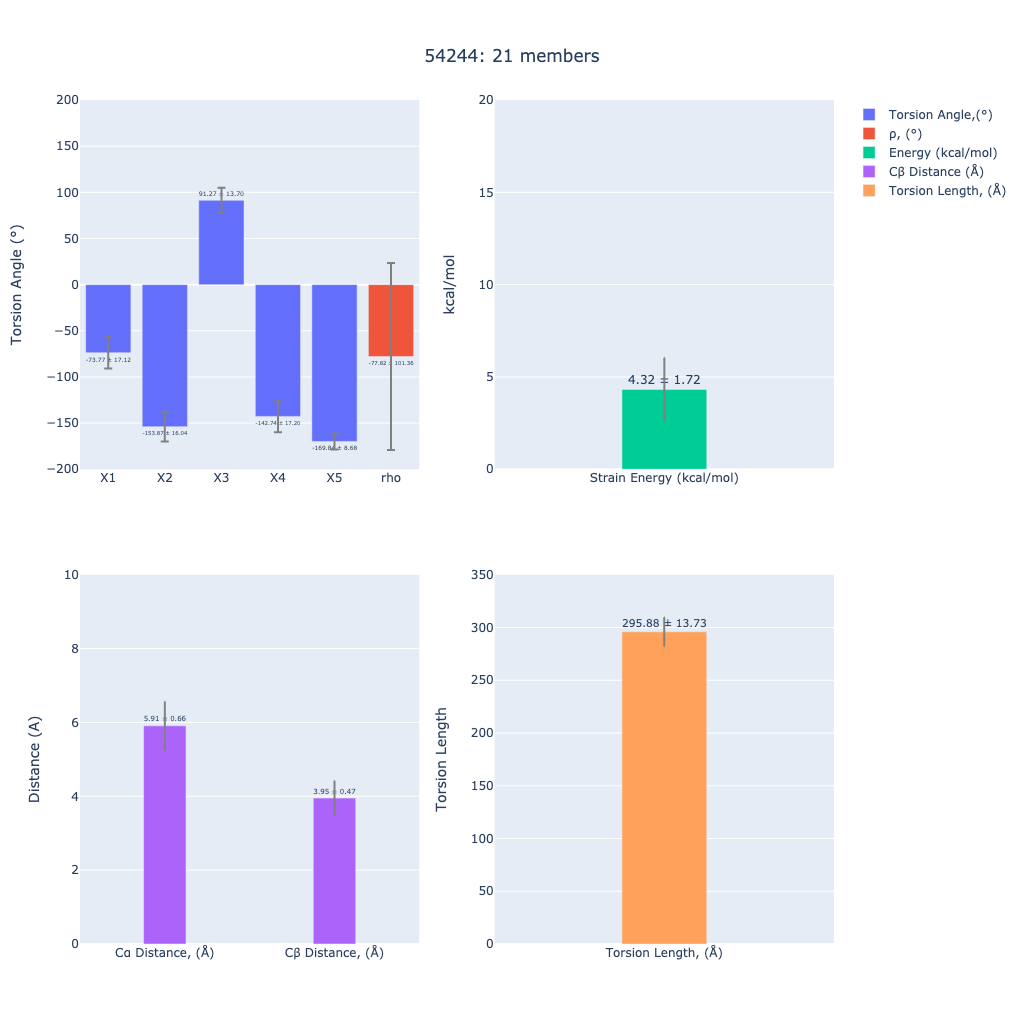 54244: 21 members
Torsion Angle (°)
200
150
100
50
0
−50
−100
−150
−200
-73.77 ± 17.12
-153.87 ± 16.04
91.27 ± 13.70
-142.74 ± 17.20
-169.84 ± 8.68
-77.82 ± 101.36
X1
X2
X3
X4
X5
rho
kcal/mol
20
15
10
5
0
4.32 ± 1.72
Strain Energy (kcal/mol)
Torsion Angle,(°)
ρ, (°)
Energy (kcal/mol)
Cβ Distance (Å)
Torsion Length, (Å)
Distance (A)
10
8
6
4
2
0
5.91 ± 0.66
3.95 ± 0.47
Cα Distance, (Å)
Cβ Distance, (Å)
Torsion Length
350
300
250
200
150
100
50
0
295.88 ± 13.73
Torsion Length, (Å)